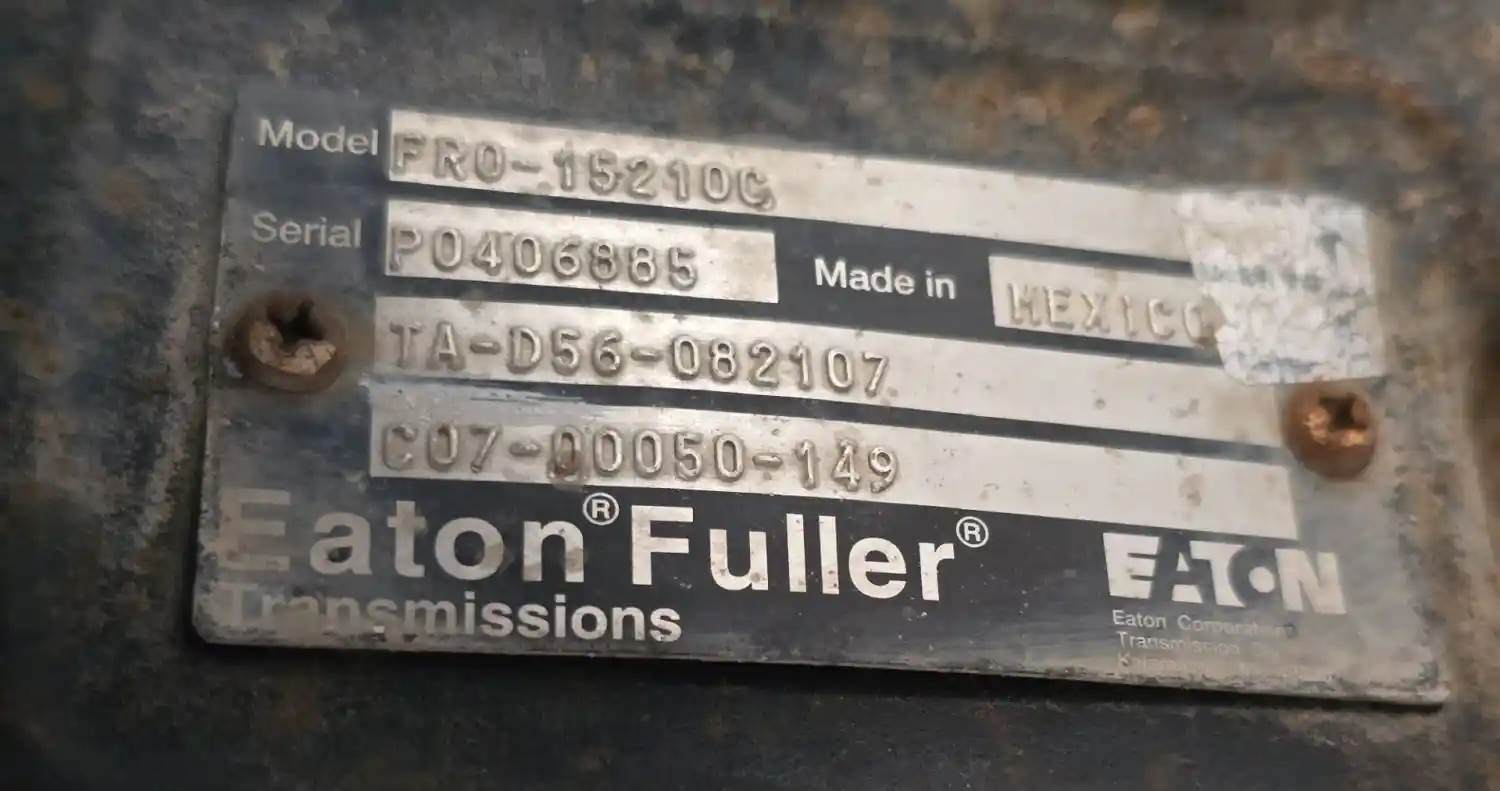 Model FRO-15210C
Serial P0406885 Made in MEXICO
TA-D56-082107
C07-00050-149
Eaton® Fuller®
Transmissions
EATON
Eaton Corporation
Transmission